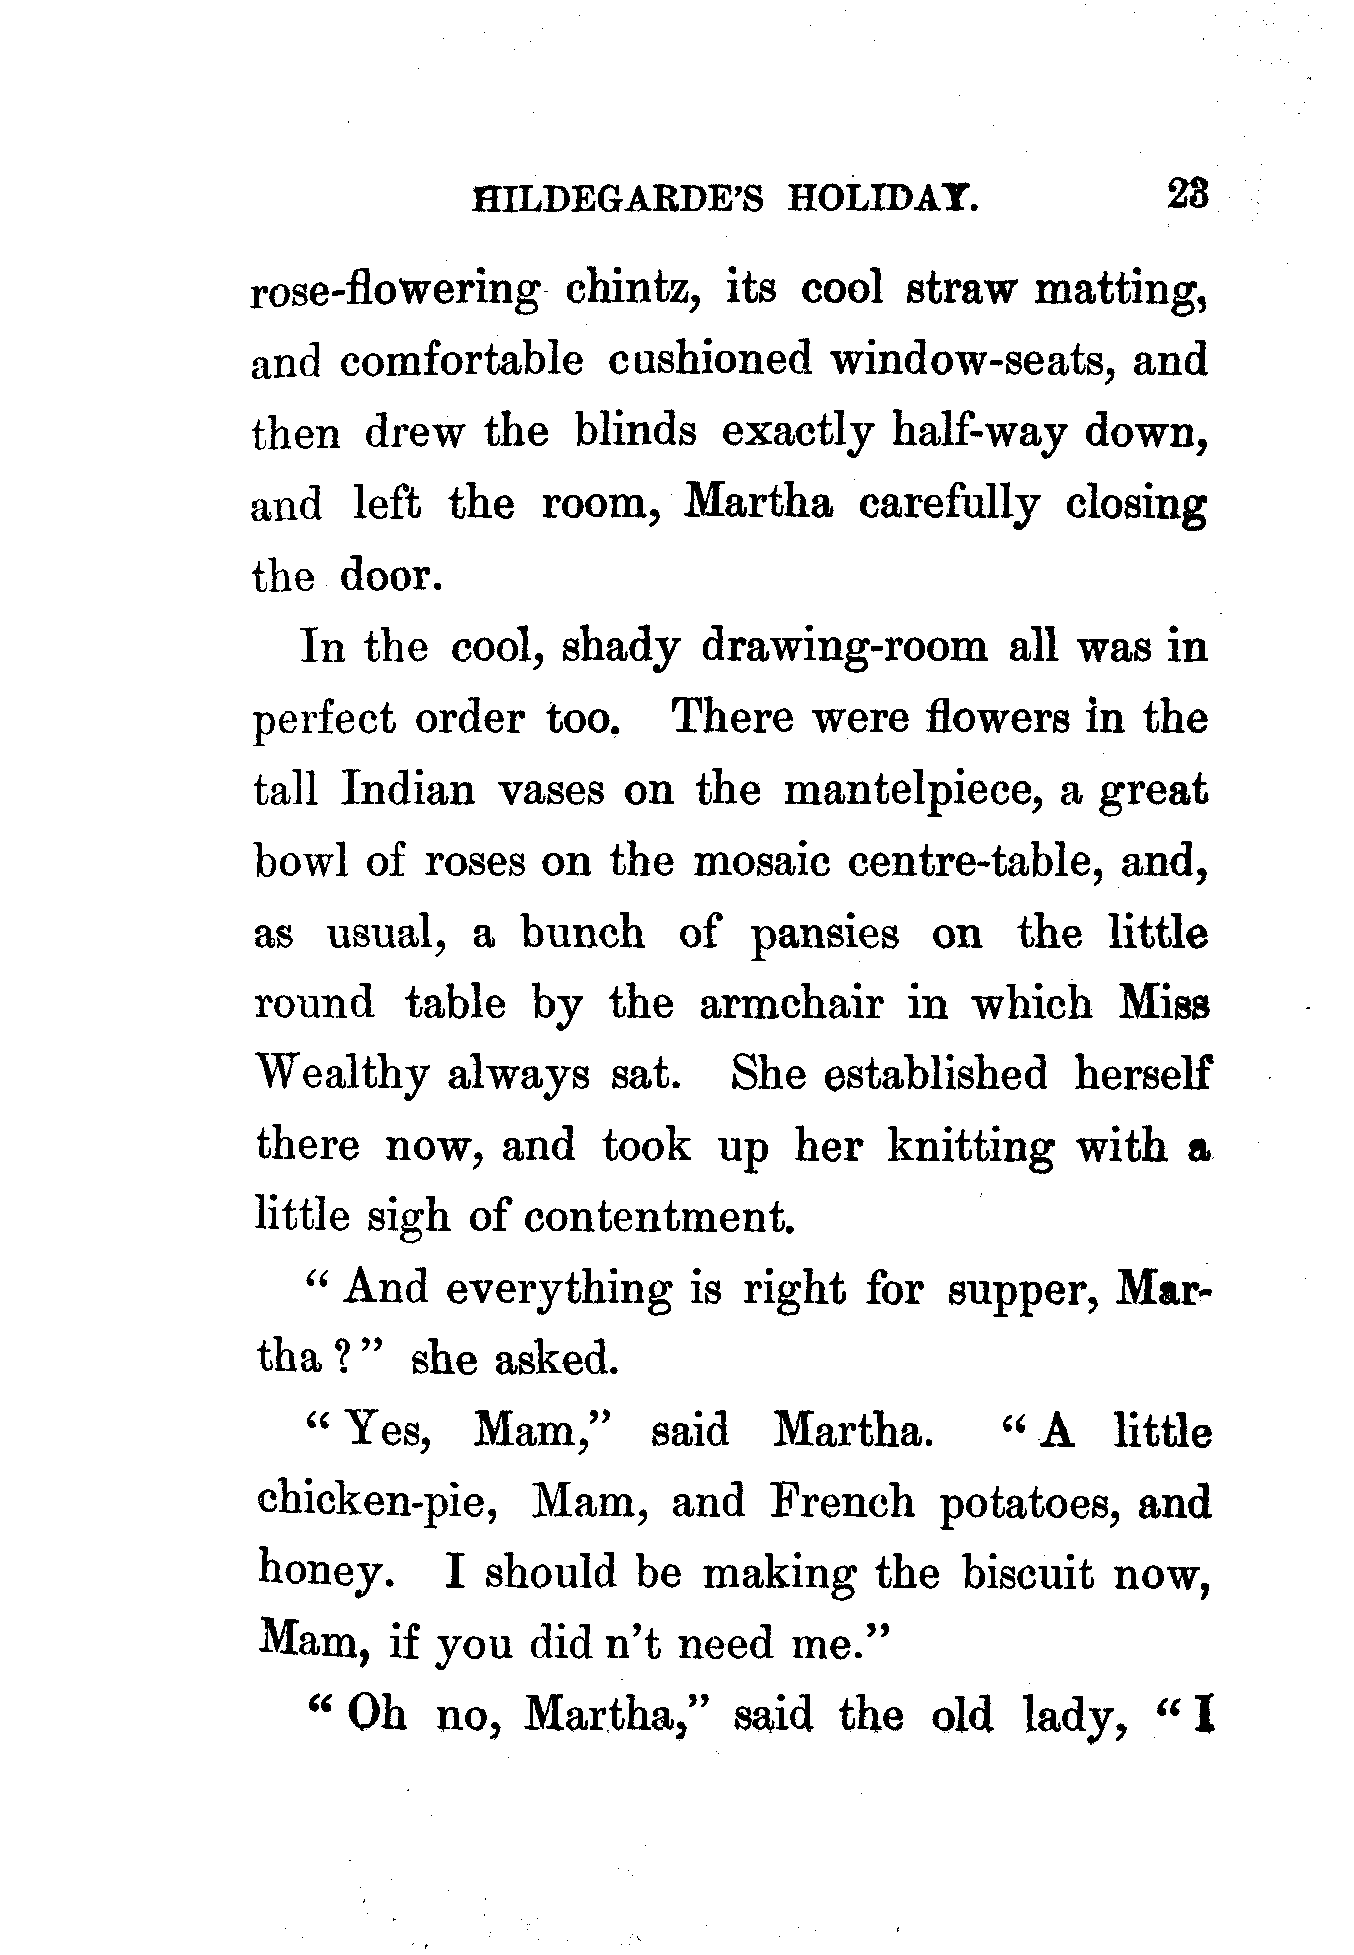 HILDEGARDE'S HOLIDAY. 23
rose-flowering chintz, its cool straw matting,
and comfortable cushioned window-seats, and
then drew the blinds exactly half-way down,
and left the room, Martha carefully closing
the door.
In the cool, shady drawing-room all was in
perfect order too. There were flowers in the
tall Indian vases on the mantelpiece, a great
bowl of roses on the mosaic centre-table, and,
as usual, a bunch of pansies on the little
round table by the armchair in which Miss
Wealthy always sat. She established herself
there now, and took up her knitting with a
little sigh of contentment.
“ And everything is right for supper, Mar-
tha ? ” she asked.
“ Yes, Mam,” said Martha. “ A little
chicken-pie, Mam, and French potatoes, and
honey. I should be making the biscuit now,
Mam, if you did n't need me.”
“ Oh no, Martha,” said the old lady, “ I